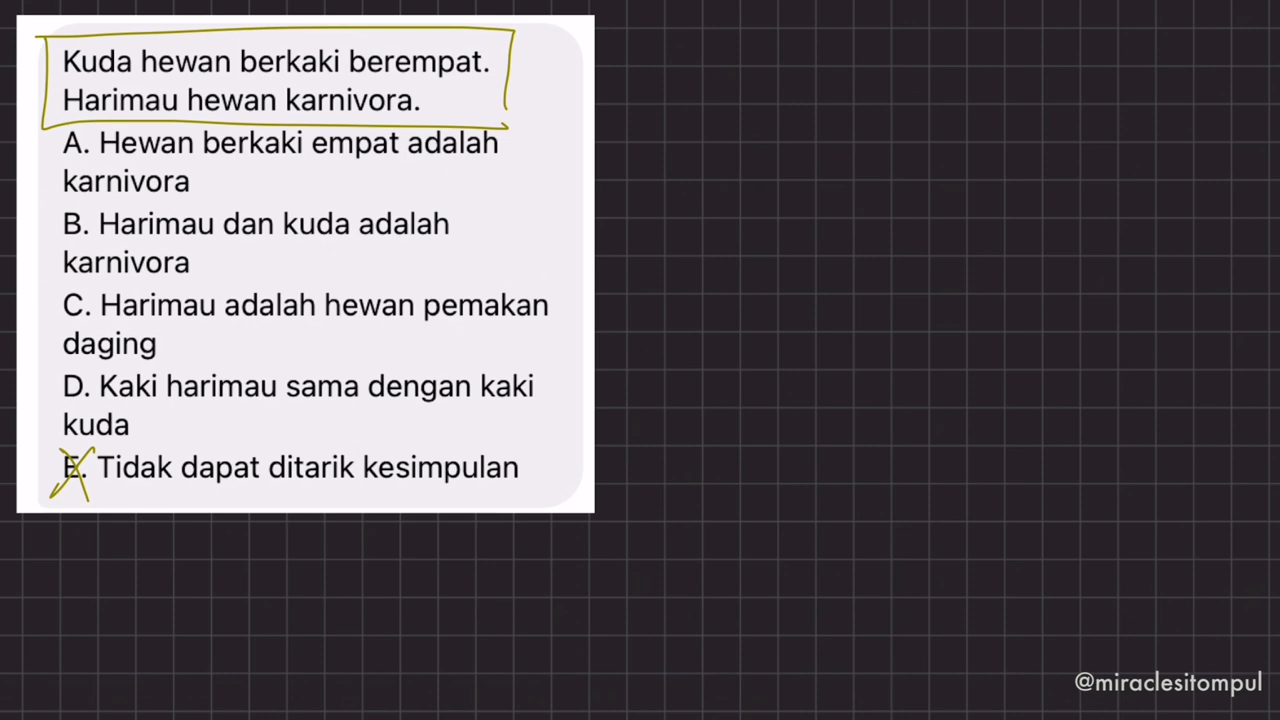 Kuda hewan berkaki berempat.
Harimau hewan karnivora.
A. Hewan berkaki empat adalah
karnivora
B. Harimau dan kuda adalah
karnivora
C. Harimau adalah hewan pemakan
daging
D. Kaki harimau sama dengan kaki
kuda
E. Tidak dapat ditarik kesimpulan
@miraclesitompul